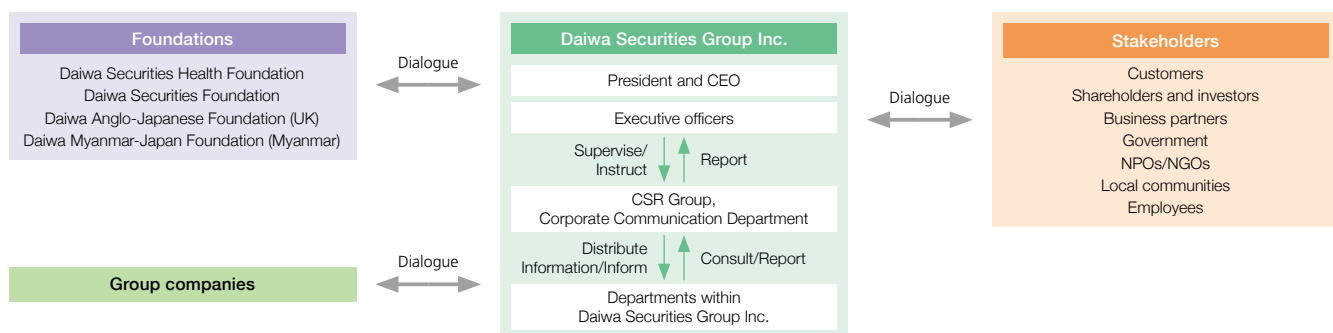 Foundations
Daiwa Securities Health Foundation
Daiwa Securities Foundation
Daiwa Anglo-Japanese Foundation (UK)
Daiwa Myanmar-Japan Foundation (Myanmar)
Dialogue
Group companies
Dialogue
Daiwa Securities Group Inc.
President and CEO
Executive officers
Supervise/
Instruct
Report
CSR Group,
Corporate Communication Department
Distribute
Information/Inform
Consult/Report
Departments within
Daiwa Securities Group Inc.
Dialogue
Stakeholders
Customers
Shareholders and investors
Business partners
Government
NPOs/NGOs
Local communities
Employees